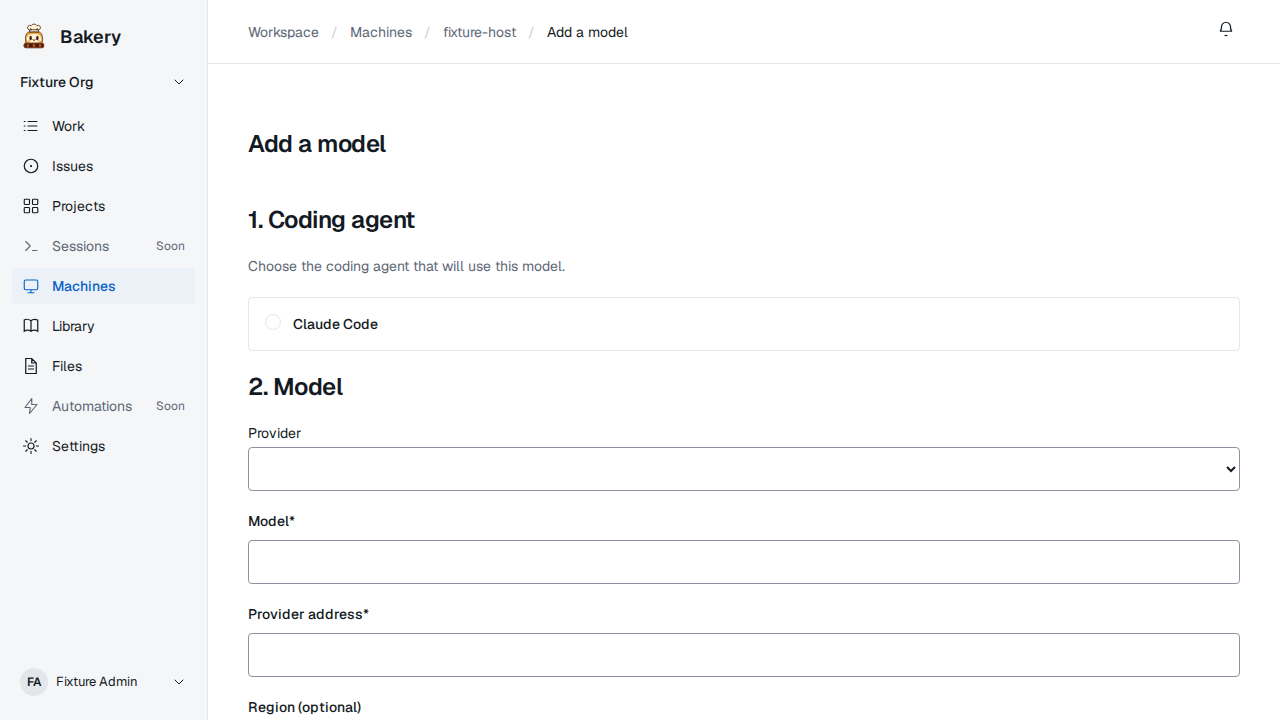 Bakery
Fixture Org
Work
Issues
Projects
Sessions Soon
Machines
Library
Files
Automations Soon
Settings
FA Fixture Admin
Workspace / Machines / fixture-host / Add a model
Add a model
1. Coding agent
Choose the coding agent that will use this model.
Claude Code
2. Model
Provider
Model*
Provider address*
Region (optional)